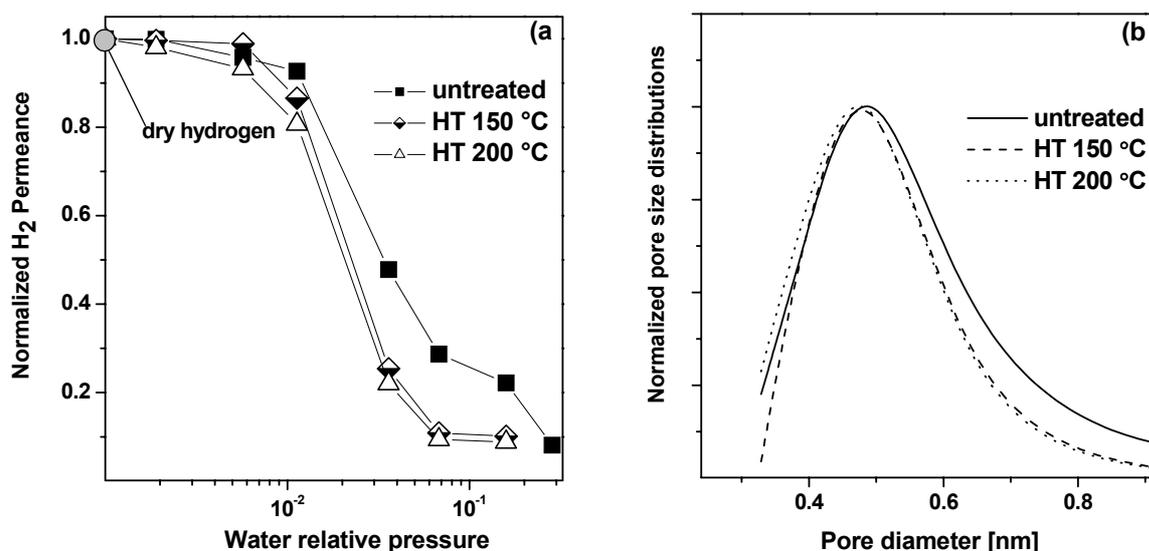 (a
1.0
0.8
0.6
0.4
0.2
Normalized H₂ Permeance
untreated
HT 150 °C
HT 200 °C
dry hydrogen
10⁻²
10⁻¹
Water relative pressure
(b
Normalized pore size distributions
untreated
HT 150 °C
HT 200 °C
0.4
0.6
0.8
Pore diameter [nm]